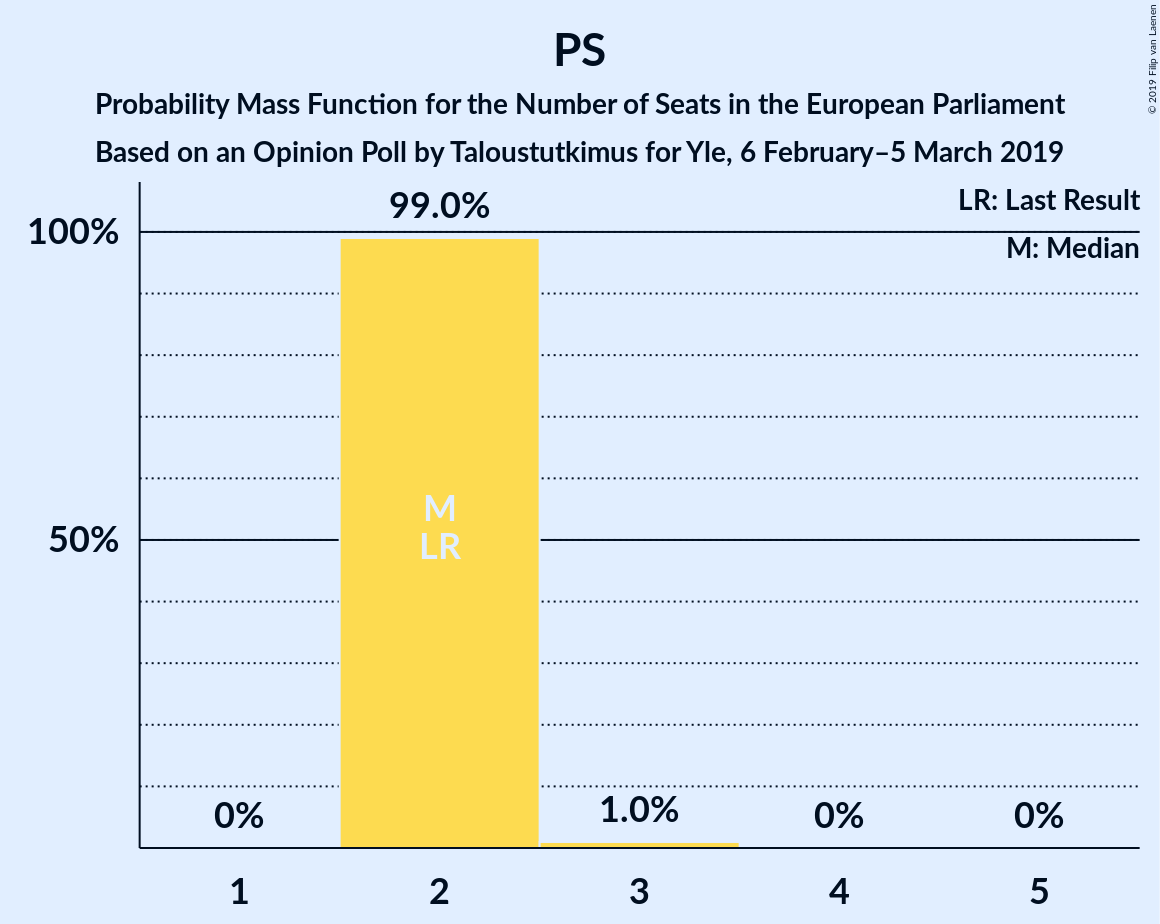 PS
Probability Mass Function for the Number of Seats in the European Parliament
Based on an Opinion Poll by Taloustutkimus for Yle, 6 February–5 March 2019
© 2019 Filip van Laenen
LR: Last Result
M: Median
99.0%
100%
50%
M
LR
0%
1.0%
0%
0%
1
2
3
4
5